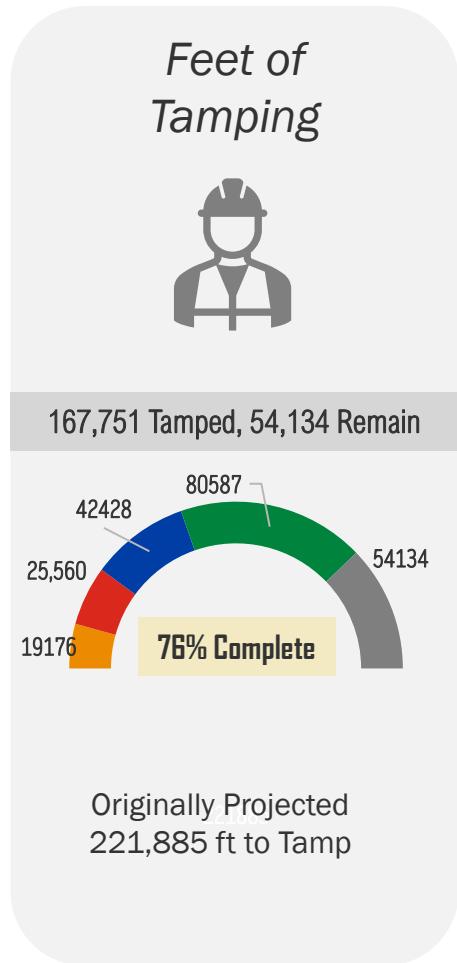 Feet of
Tamping
167,751 Tamped, 54,134 Remain
80587
42428
54134
25,560
19176
76% Complete
Originally Projected
221,885 ft to Tamp